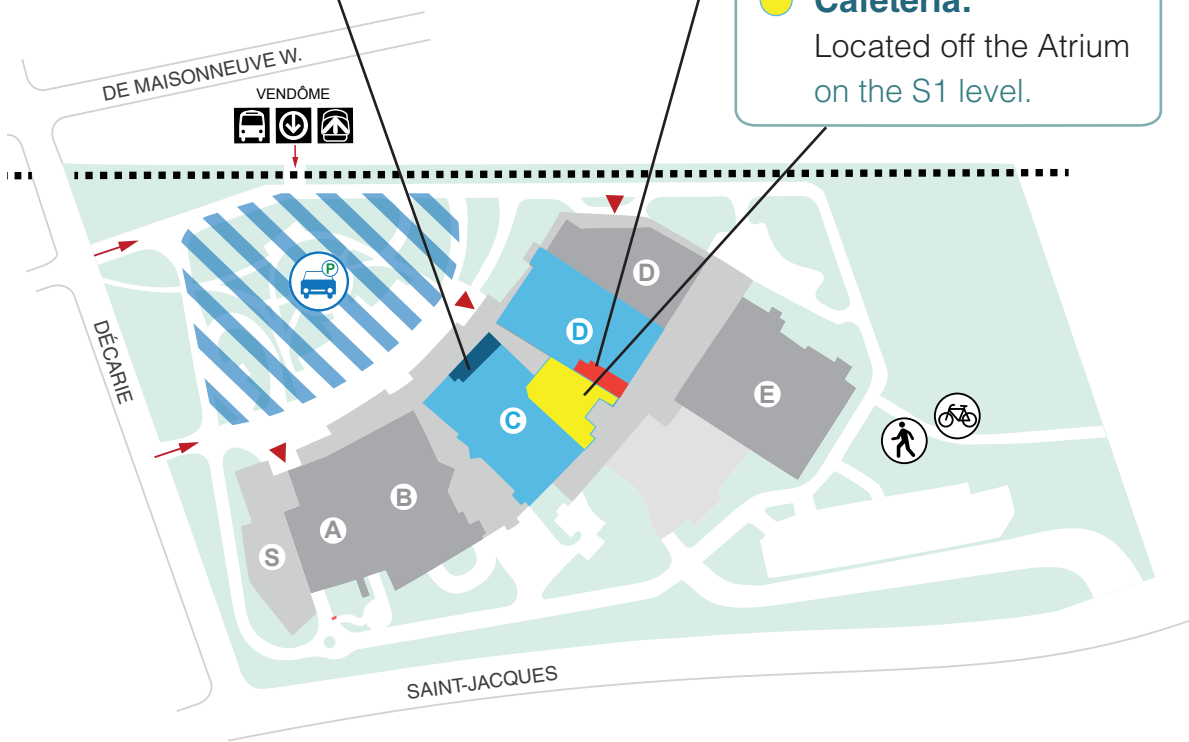 Cafeteria:
Located off the Atrium
on the S1 level.
DE MAISONNEUVE W.
VENDÔME
P
D
D
DÉCARIE
E
C
B
A
S
SAINT-JACQUES